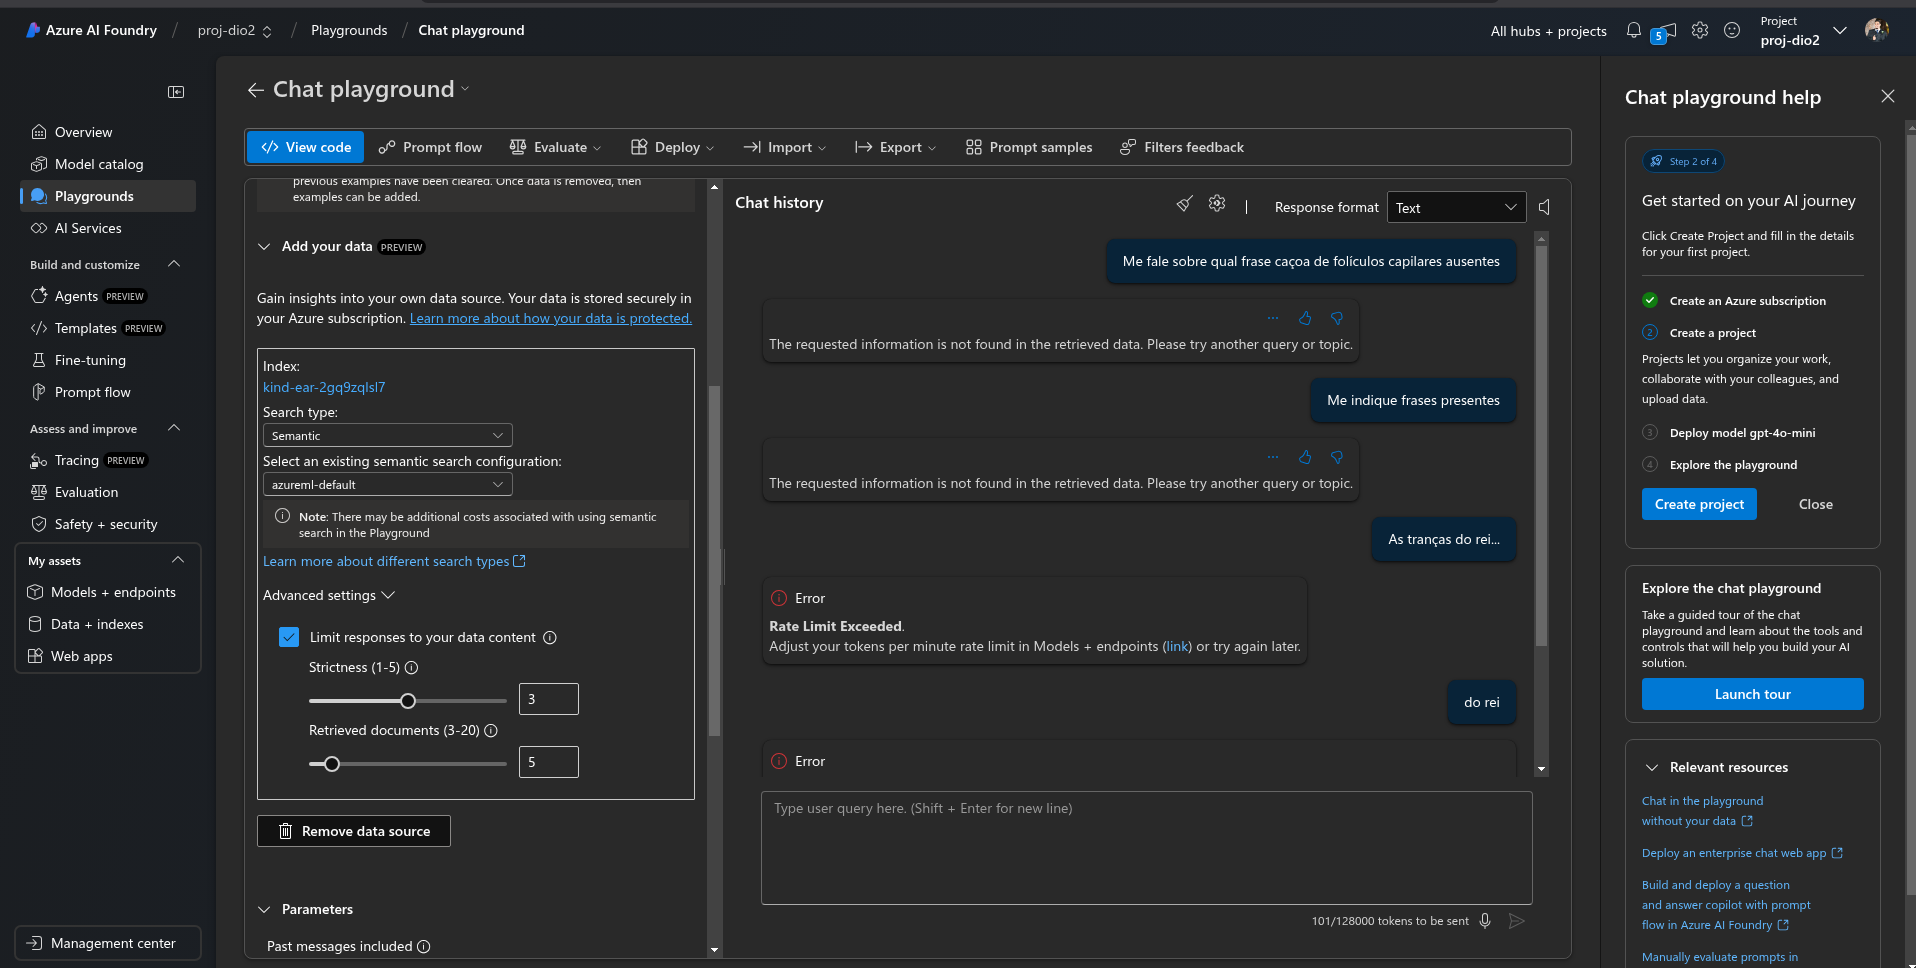 Azure AI Foundry / proj-dio2 / Playgrounds / Chat playground
All hubs + projects
5
Project
proj-dio2
Overview
Model catalog
Playgrounds
AI Services
Build and customize
Agents PREVIEW
Templates PREVIEW
Fine-tuning
Prompt flow
Assess and improve
Tracing PREVIEW
Evaluation
Safety + security
My assets
Models + endpoints
Data + indexes
Web apps
Management center
Chat playground
View code
Prompt flow
Evaluate
Deploy
Import
Export
Prompt samples
Filters feedback
previous examples have been cleared. Once data is removed, then
examples can be added.
Add your data PREVIEW
Gain insights into your own data source. Your data is stored securely in
your Azure subscription. Learn more about how your data is protected.
Index:
kind-ear-2gq9zqlsl7
Search type:
Semantic
Select an existing semantic search configuration:
azureml-default
Note: There may be additional costs associated with using semantic
search in the Playground
Learn more about different search types
Advanced settings
Limit responses to your data content
Strictness (1-5)
3
Retrieved documents (3-20)
5
Remove data source
Parameters
Past messages included
Chat history
Response format
Text
Me fale sobre qual frase caçoa de folículos capilares ausentes
The requested information is not found in the retrieved data. Please try another query or topic.
Me indique frases presentes
The requested information is not found in the retrieved data. Please try another query or topic.
As tranças do rei...
Error
Rate Limit Exceeded.
Adjust your tokens per minute rate limit in Models + endpoints (link) or try again later.
do rei
Error
Type user query here. (Shift + Enter for new line)
101/128000 tokens to be sent
Chat playground help
Step 2 of 4
Get started on your AI journey
Click Create Project and fill in the details
for your first project.
Create an Azure subscription
2 Create a project
Projects let you organize your work,
collaborate with your colleagues, and
upload data.
3 Deploy model gpt-4o-mini
4 Explore the playground
Create project
Close
Explore the chat playground
Take a guided tour of the chat
playground and learn about the tools and
controls that will help you build your AI
solution.
Launch tour
Relevant resources
Chat in the playground
without your data
Deploy an enterprise chat web app
Build and deploy a question
and answer copilot with prompt
flow in Azure AI Foundry
Manually evaluate prompts in